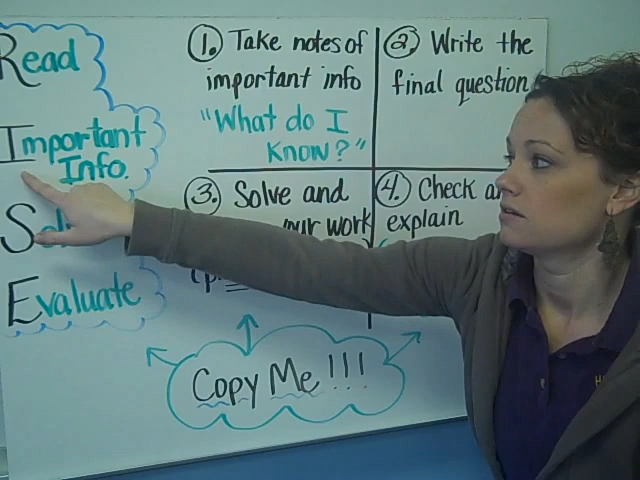 Read
Important
Info.
Evaluate
1. Take notes of
important info
"What do I
Know?"
2. Write the
final question
3. Solve and
work
4. Check
explain
Copy Me!!!